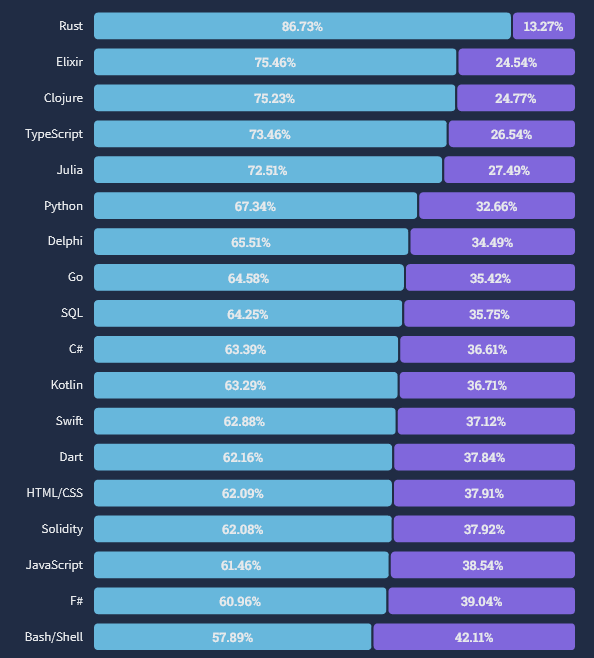 Rust 86.73% 13.27%
Elixir 75.46% 24.54%
Clojure 75.23% 24.77%
TypeScript 73.46% 26.54%
Julia 72.51% 27.49%
Python 67.34% 32.66%
Delphi 65.51% 34.49%
Go 64.58% 35.42%
SQL 64.25% 35.75%
C# 63.39% 36.61%
Kotlin 63.29% 36.71%
Swift 62.88% 37.12%
Dart 62.16% 37.84%
HTML/CSS 62.09% 37.91%
Solidity 62.08% 37.92%
JavaScript 61.46% 38.54%
F# 60.96% 39.04%
Bash/Shell 57.89% 42.11%